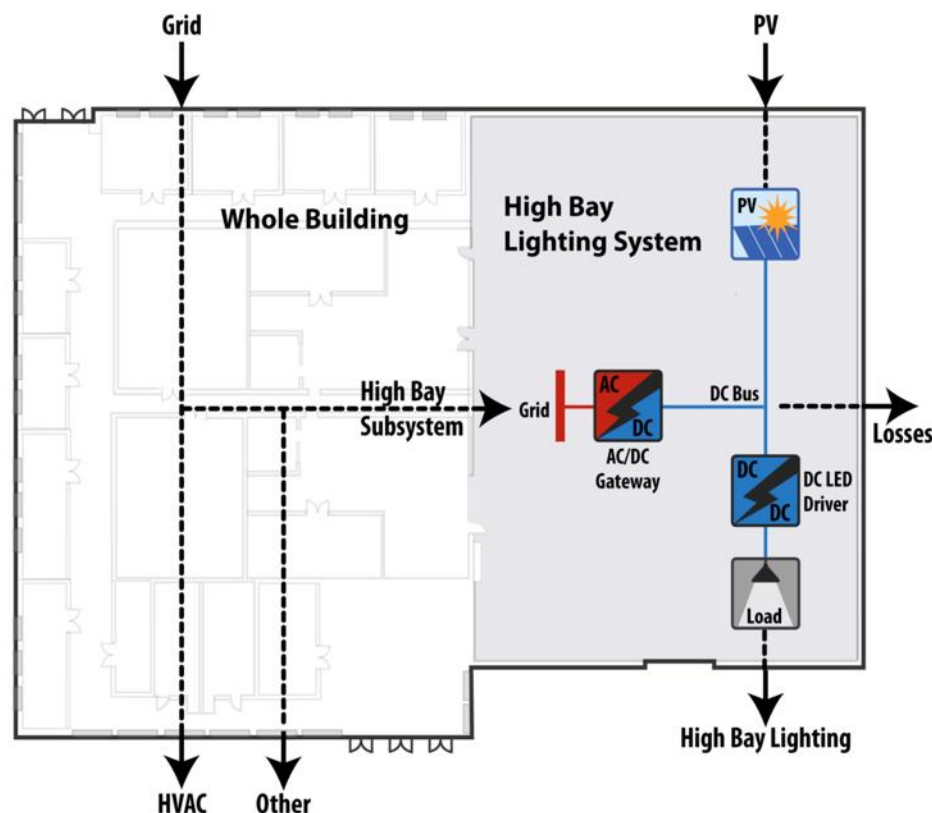 Grid
PV
Whole Building
High Bay
Lighting System
PV
High Bay
Subsystem
Grid
AC
DC
AC/DC
Gateway
DC Bus
Losses
DC
DC
DC LED
Driver
Load
High Bay Lighting
HVAC
Other